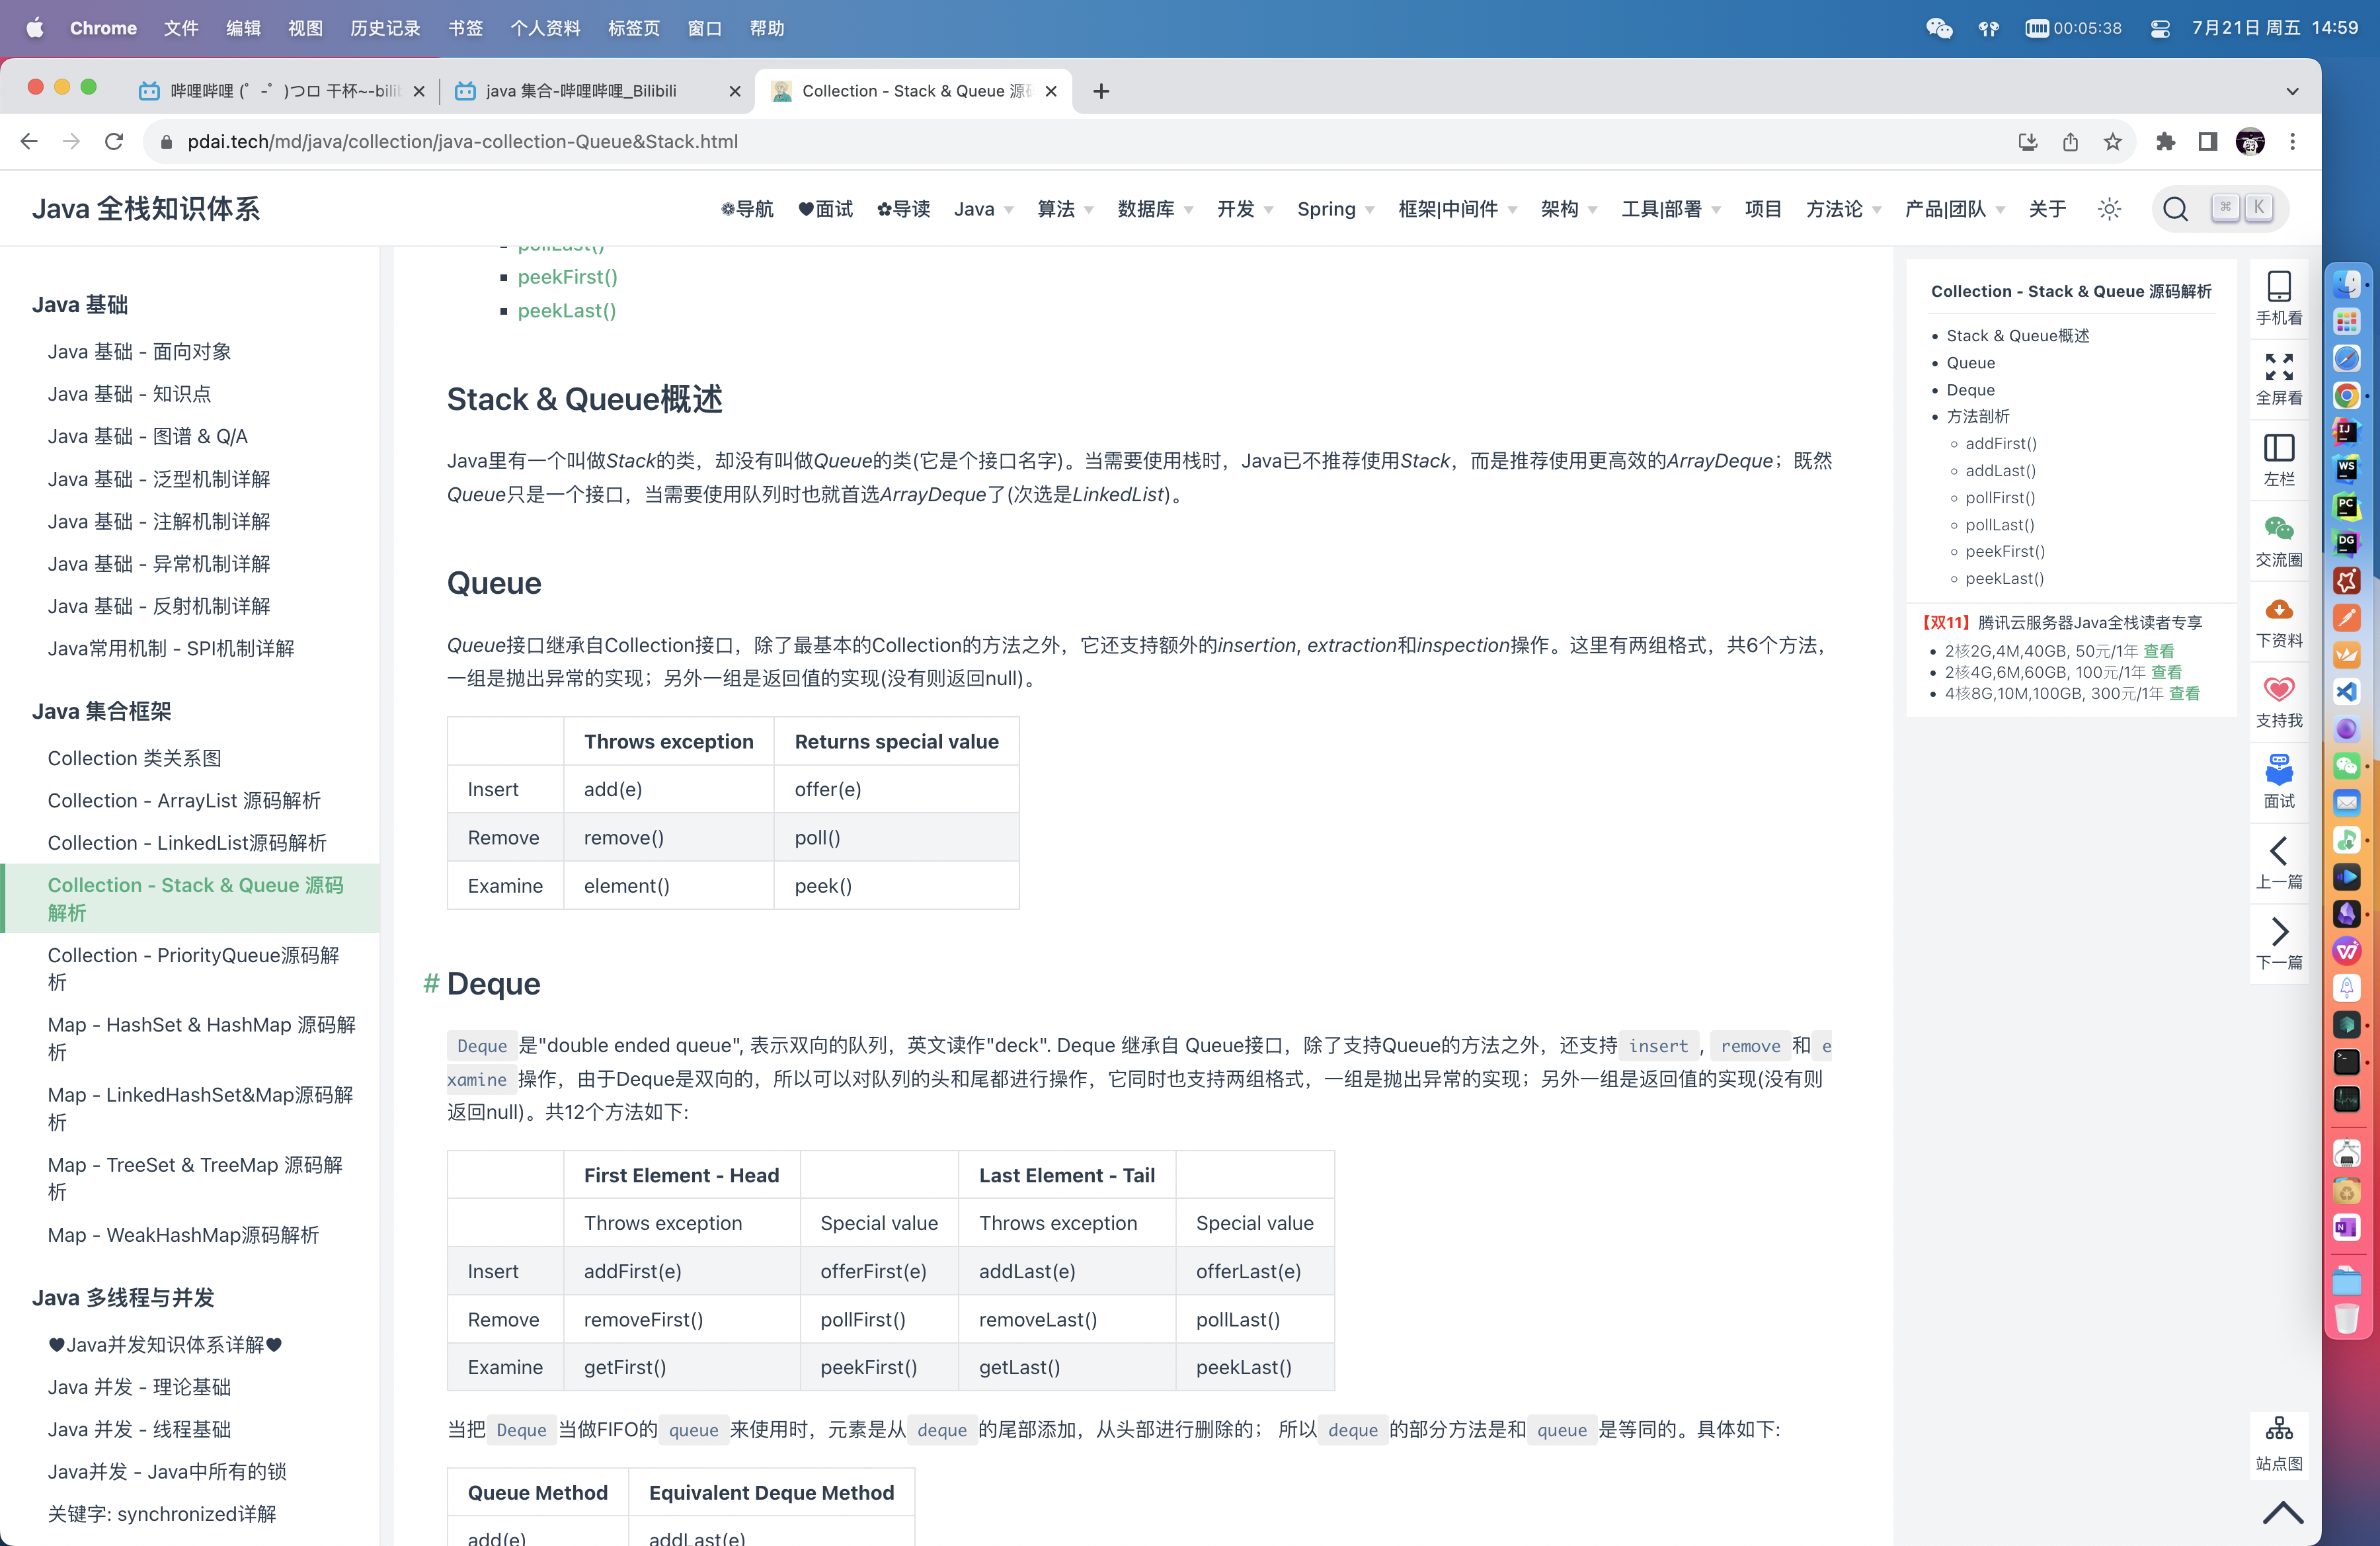 Chrome 文件 编辑 视图 历史记录 书签 个人资料 标签页 窗口 帮助 00:05:38 7月21日 周五 14:59
哔哩哔哩 (゜-゜)つロ 干杯~-bili java 集合-哔哩哔哩_Bilibili Collection - Stack & Queue 源码
pdai.tech/md/java/collection/java-collection-Queue&Stack.html
Java 全栈知识体系 ❁导航 ♥面试 ✿导读 Java 算法 数据库 开发 Spring 框架|中间件 架构 工具|部署 项目 方法论 产品|团队 关于 ⌘ K
Java 基础
Java 基础 - 面向对象
Java 基础 - 知识点
Java 基础 - 图谱 & Q/A
Java 基础 - 泛型机制详解
Java 基础 - 注解机制详解
Java 基础 - 异常机制详解
Java 基础 - 反射机制详解
Java常用机制 - SPI机制详解
Java 集合框架
Collection 类关系图
Collection - ArrayList 源码解析
Collection - LinkedList源码解析
Collection - Stack & Queue 源码
解析
Collection - PriorityQueue源码解
析
Map - HashSet & HashMap 源码解
析
Map - LinkedHashSet&Map源码解
析
Map - TreeSet & TreeMap 源码解
析
Map - WeakHashMap源码解析
Java 多线程与并发
♥Java并发知识体系详解♥
Java 并发 - 理论基础
Java 并发 - 线程基础
Java并发 - Java中所有的锁
关键字: synchronized详解
pollLast()
peekFirst()
peekLast()
Stack & Queue概述
Java里有一个叫做Stack的类，却没有叫做Queue的类(它是个接口名字)。当需要使用栈时，Java已不推荐使用Stack，而是推荐使用更高效的ArrayDeque；既然
Queue只是一个接口，当需要使用队列时也就首选ArrayDeque了(次选是LinkedList)。
Queue
Queue接口继承自Collection接口，除了最基本的Collection的方法之外，它还支持额外的insertion, extraction和inspection操作。这里有两组格式，共6个方法，
一组是抛出异常的实现；另外一组是返回值的实现(没有则返回null)。
Throws exception Returns special value
Insert add(e) offer(e)
Remove remove() poll()
Examine element() peek()
# Deque
Deque 是"double ended queue", 表示双向的队列，英文读作"deck". Deque 继承自 Queue接口，除了支持Queue的方法之外，还支持 insert , remove 和 e
xamine 操作，由于Deque是双向的，所以可以对队列的头和尾都进行操作，它同时也支持两组格式，一组是抛出异常的实现；另外一组是返回值的实现(没有则
返回null)。共12个方法如下:
First Element - Head Last Element - Tail
Throws exception Special value Throws exception Special value
Insert addFirst(e) offerFirst(e) addLast(e) offerLast(e)
Remove removeFirst() pollFirst() removeLast() pollLast()
Examine getFirst() peekFirst() getLast() peekLast()
当把 Deque 当做FIFO的 queue 来使用时，元素是从 deque 的尾部添加，从头部进行删除的； 所以 deque 的部分方法是和 queue 是等同的。具体如下:
Queue Method Equivalent Deque Method
add(e) addLast(e)
Collection - Stack & Queue 源码解析
Stack & Queue概述
Queue
Deque
方法剖析
addFirst()
addLast()
pollFirst()
pollLast()
peekFirst()
peekLast()
【双11】腾讯云服务器Java全栈读者专享
2核2G,4M,40GB, 50元/1年 查看
2核4G,6M,60GB, 100元/1年 查看
4核8G,10M,100GB, 300元/1年 查看
手机看
全屏看
左栏
交流圈
下资料
支持我
面试
上一篇
下一篇
站点图
IJ
WS
PC
DG
N